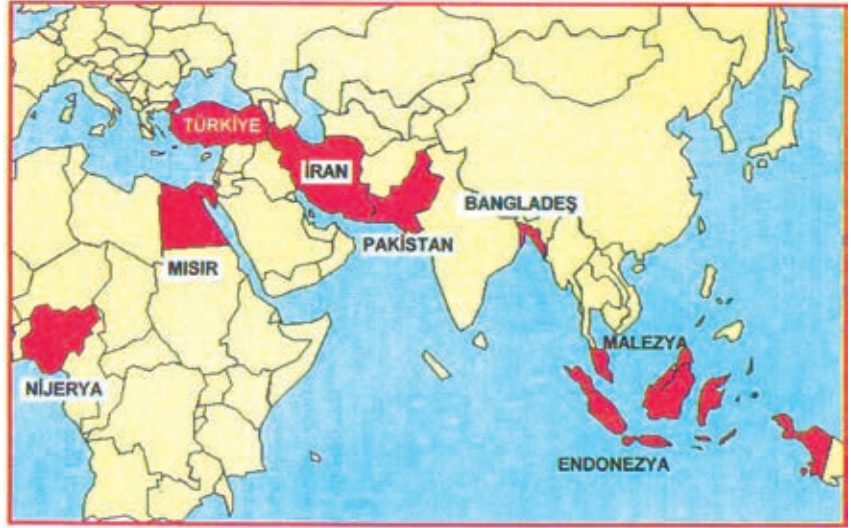 TÜRKİYE
İRAN
BANGLADEŞ
PAKİSTAN
MISIR
MALEZYA
NİJERYA
ENDONEZYA